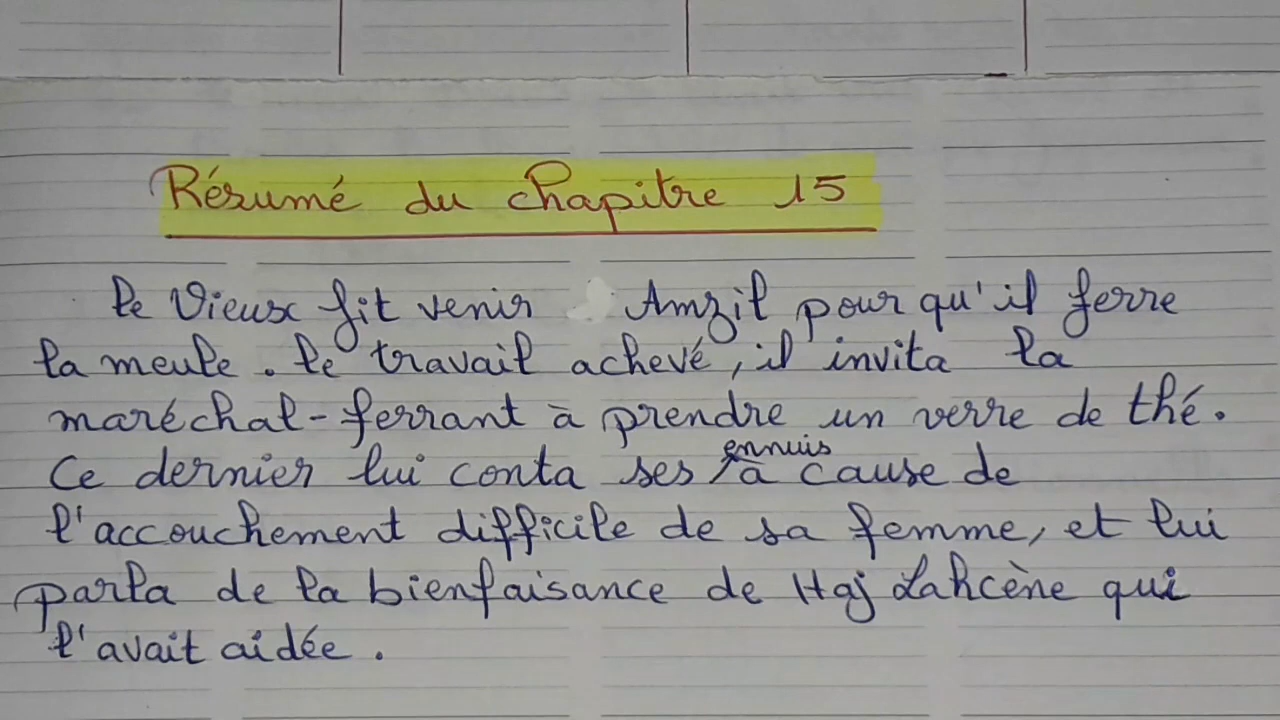 Résumé du chapitre 15
le Vieux fit venir Amzil pour qu'il ferre
la meule. le travail achevé, il invita la
maréchal-ferrant à prendre un verre de thé.
Ce dernier lui conta ses ennuis à cause de
l'accouchement difficile de sa femme, et lui
parla de la bienfaisance de Haj Lahcène qui
l'avait aidée.